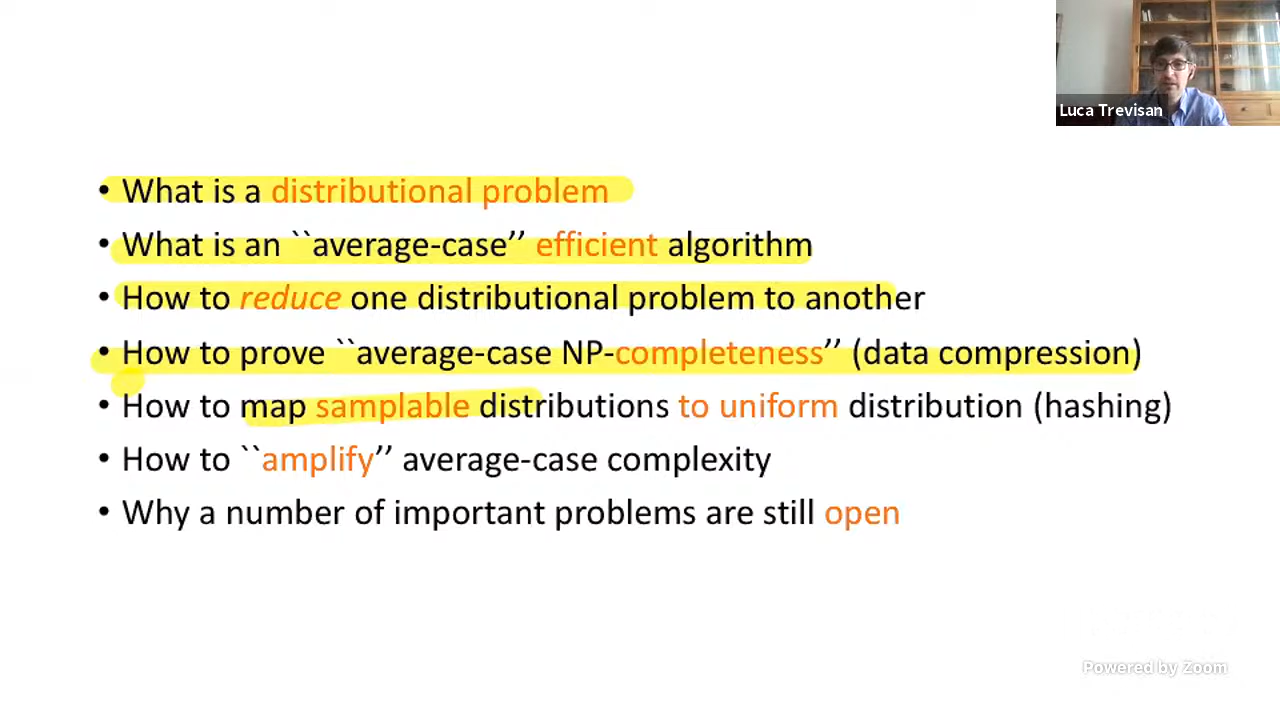 Luca Trevisan
• What is a distributional problem
• What is an ``average-case’’ efficient algorithm
• How to reduce one distributional problem to another
• How to prove ``average-case NP-completeness’’ (data compression)
• How to map samplable distributions to uniform distribution (hashing)
• How to ``amplify’’ average-case complexity
• Why a number of important problems are still open
Powered by Zoom